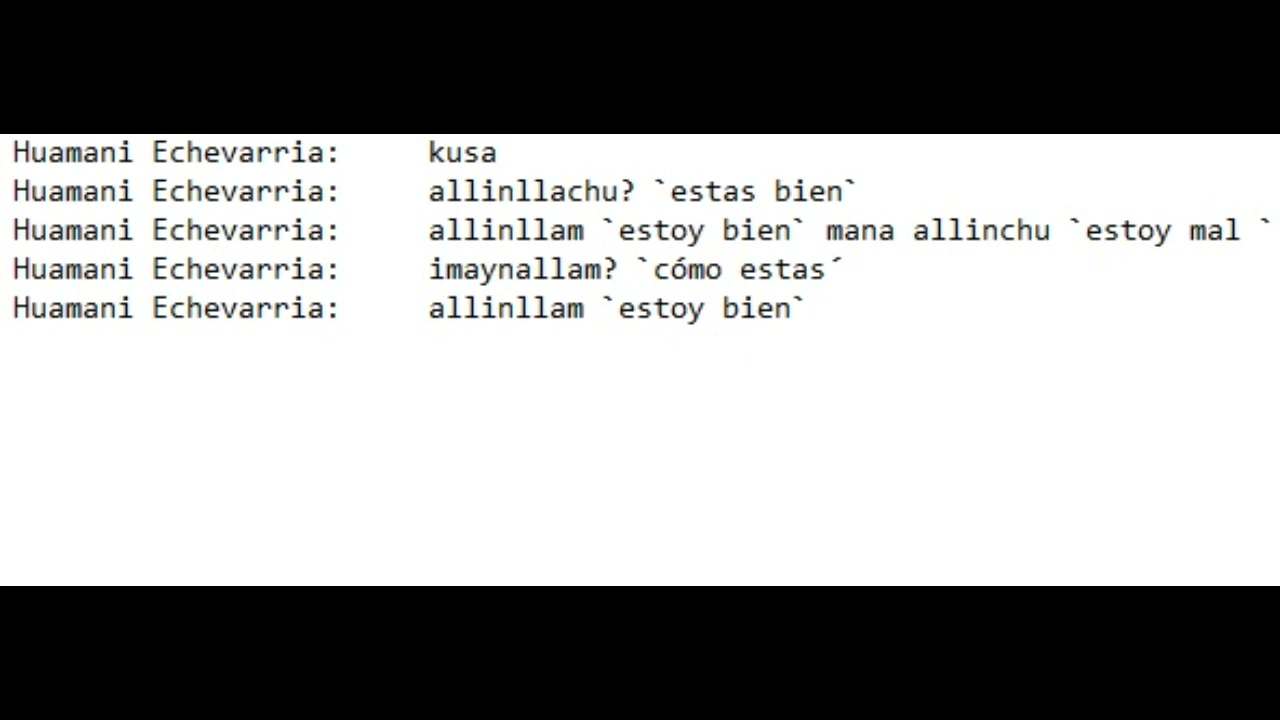 Huamani Echevarria: kusa
Huamani Echevarria: allinllachu? `estas bien`
Huamani Echevarria: allinllam `estoy bien` mana allinchu `estoy mal `
Huamani Echevarria: imaynallam? `cómo estas´
Huamani Echevarria: allinllam `estoy bien`